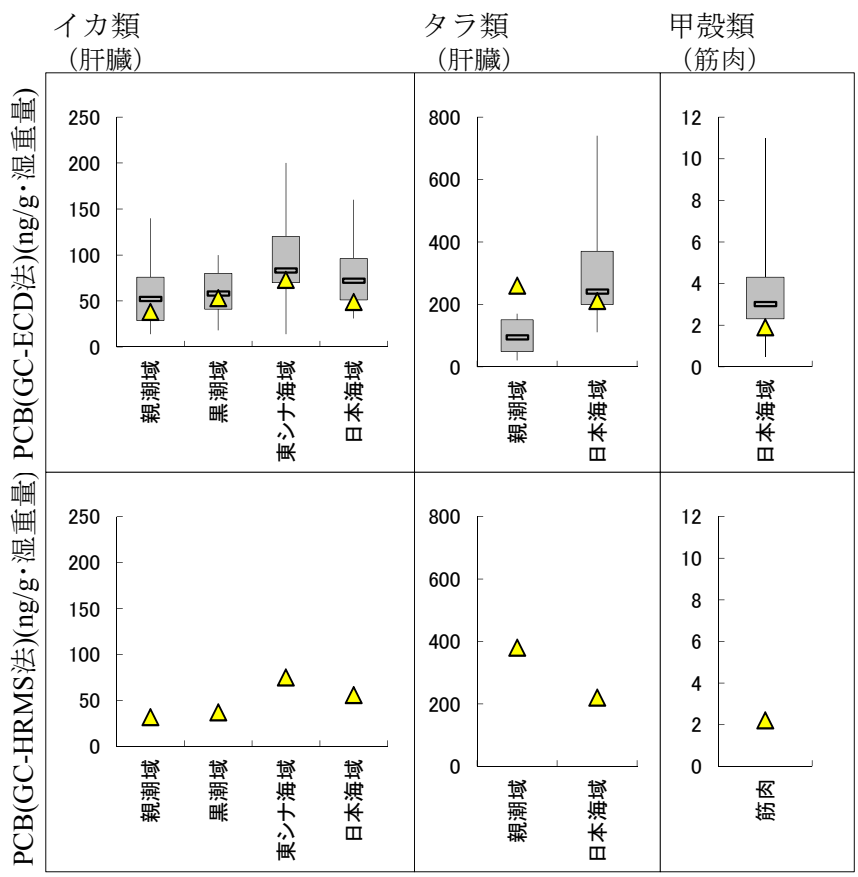 イカ類
（肝臓）
タラ類
（肝臓）
甲殻類
（筋肉）
PCB(GC-ECD法)(ng/g・湿重量)
250
200
150
100
50
0
親潮域
黒潮域
東シナ海域
日本海域
800
600
400
200
0
親潮域
日本海域
12
10
8
6
4
2
0
日本海域
PCB(GC-HRMS法)(ng/g・湿重量)
250
200
150
100
50
0
親潮域
黒潮域
東シナ海域
日本海域
800
600
400
200
0
親潮域
日本海域
12
10
8
6
4
2
0
筋肉